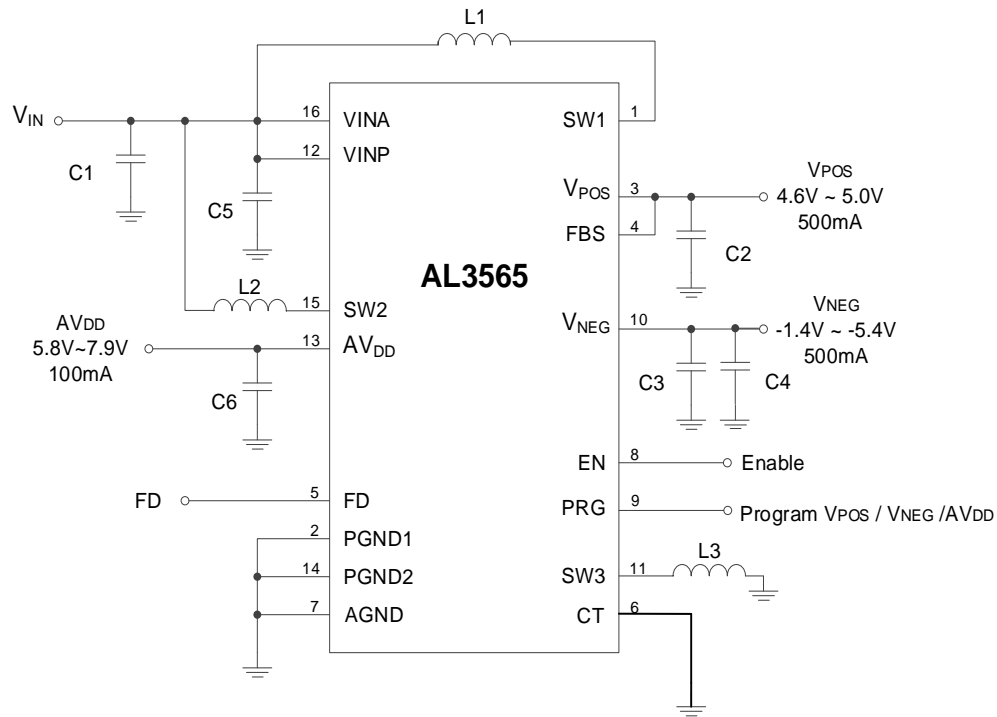 L1
VIN
C1
16
VINA
12
VINP
C5
L2
15
SW2
AVDD
5.8V~7.9V
100mA
13
AVDD
C6
FD
5
FD
2
PGND1
14
PGND2
7
AGND
AL3565
SW1
1
VPOS
3
FBS
4
VPOS
4.6V ~ 5.0V
500mA
C2
VNEG
10
VNEG
-1.4V ~ -5.4V
500mA
C3
C4
EN
8
Enable
PRG
9
Program VPOS / VNEG /AVDD
L3
SW3
11
CT
6